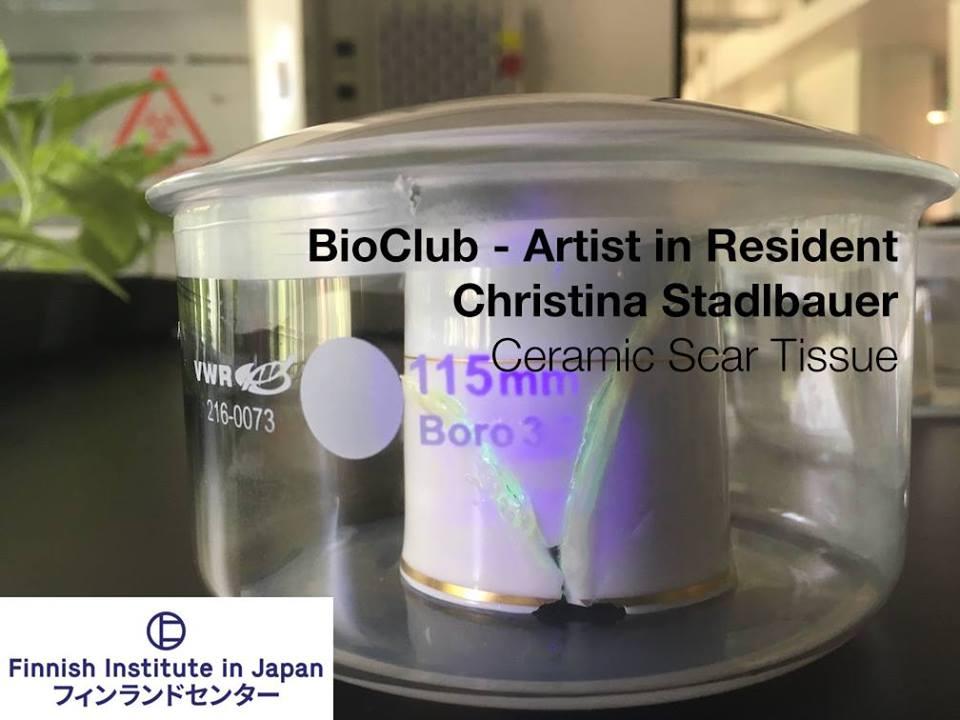 BioClub - Artist in Resident
Christina Stadlbauer
Ceramic Scar Tissue
VWR
216-0073
115mm
Boro 3
Finnish Institute in Japan
フィンランドセンター